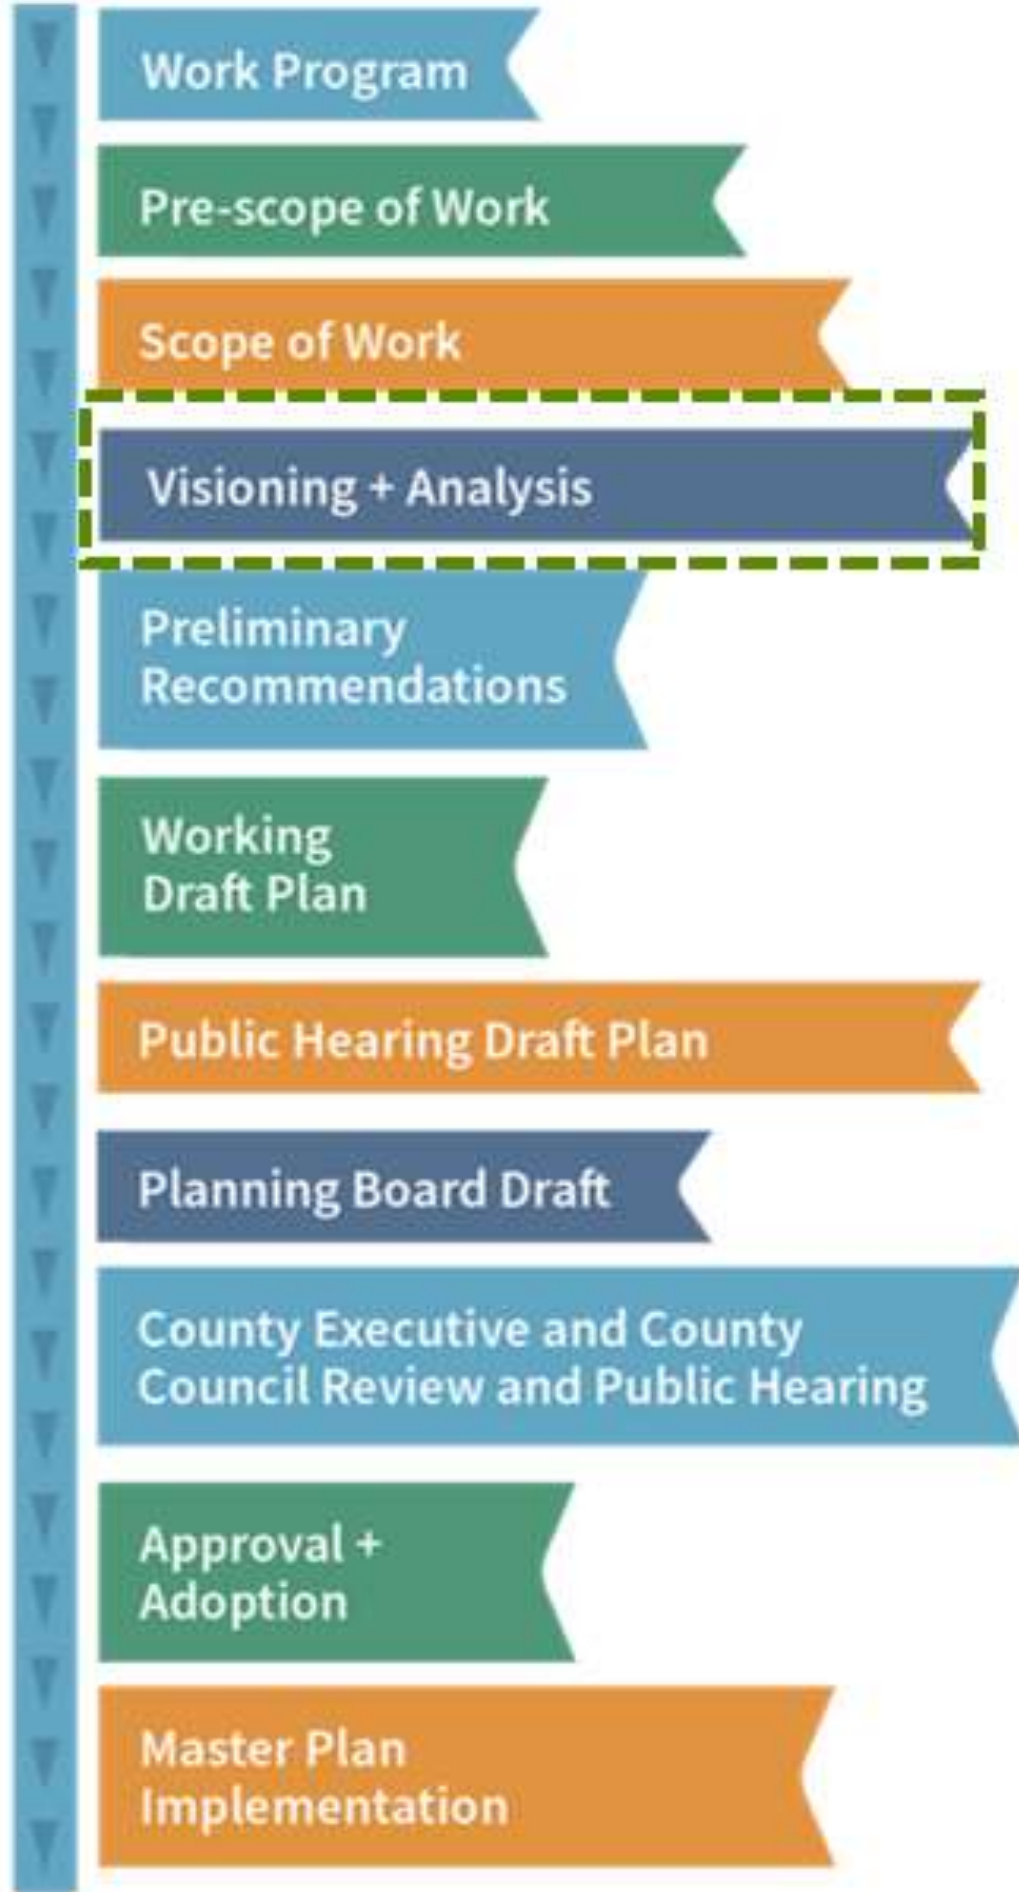 Work Program
Pre-scope of Work
Scope of Work
Visioning + Analysis
Preliminary
Recommendations
Working
Draft Plan
Public Hearing Draft Plan
Planning Board Draft
County Executive and County
Council Review and Public Hearing
Approval +
Adoption
Master Plan
Implementation